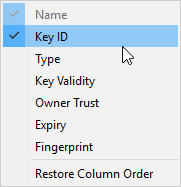 Name
Key ID
Type
Key Validity
Owner Trust
Expiry
Fingerprint
Restore Column Order